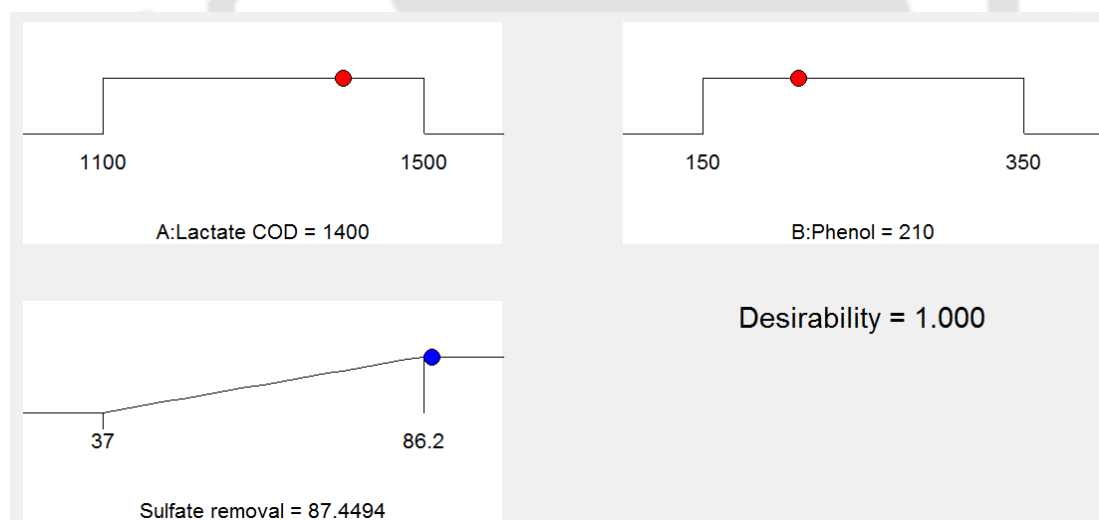 1100 1500
A:Lactate COD = 1400
150 350
B:Phenol = 210
37 86.2
Sulfate removal = 87.4494
Desirability = 1.000